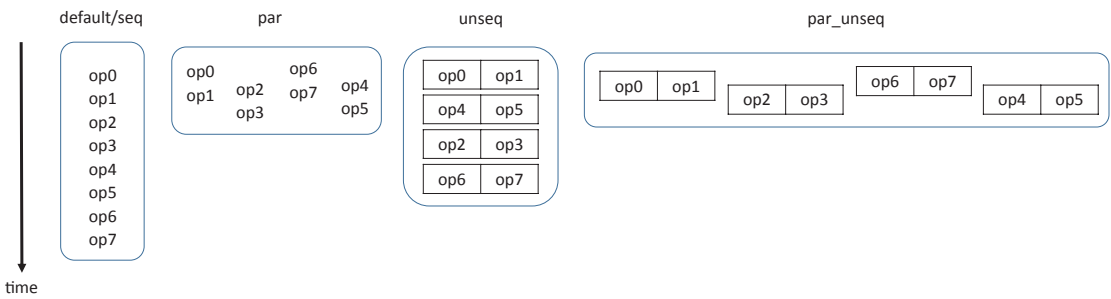 default/seq
par
unseq
par_unseq
op0
op1
op2
op3
op4
op5
op6
op7
op0
op1
op2
op3
op6
op7
op4
op5
op0 op1
op4 op5
op2 op3
op6 op7
op0 op1
op2 op3
op6 op7
op4 op5
time